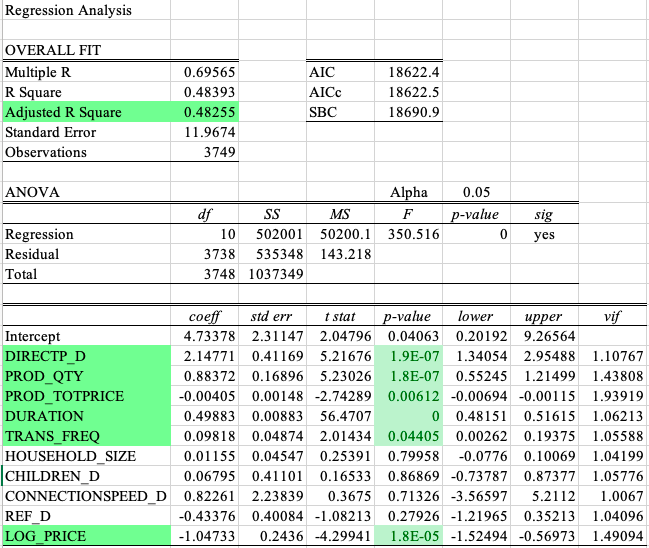 Regression Analysis
OVERALL FIT
Multiple R 0.69565 AIC 18622.4
R Square 0.48393 AICc 18622.5
Adjusted R Square 0.48255 SBC 18690.9
Standard Error 11.9674
Observations 3749
ANOVA Alpha 0.05
df SS MS F p-value sig
Regression 10 502001 50200.1 350.516 0 yes
Residual 3738 535348 143.218
Total 3748 1037349
coeff std err t stat p-value lower upper vif
Intercept 4.73378 2.31147 2.04796 0.04063 0.20192 9.26564
DIRECTP_D 2.14771 0.41169 5.21676 1.9E-07 1.34054 2.95488 1.10767
PROD_QTY 0.88372 0.16896 5.23026 1.8E-07 0.55245 1.21499 1.43808
PROD_TOTPRICE -0.00405 0.00148 -2.74289 0.00612 -0.00694 -0.00115 1.93919
DURATION 0.49883 0.00883 56.4707 0 0.48151 0.51615 1.06213
TRANS_FREQ 0.09818 0.04874 2.01434 0.04405 0.00262 0.19375 1.05588
HOUSEHOLD_SIZE 0.01155 0.04547 0.25391 0.79958 -0.0776 0.10069 1.04199
CHILDREN_D 0.06795 0.41101 0.16533 0.86869 -0.73787 0.87377 1.05776
CONNECTIONSPEED_D 0.82261 2.23839 0.3675 0.71326 -3.56597 5.2112 1.0067
REF_D -0.43376 0.40084 -1.08213 0.27926 -1.21965 0.35213 1.04096
LOG_PRICE -1.04733 0.2436 -4.29941 1.8E-05 -1.52494 -0.56973 1.49094